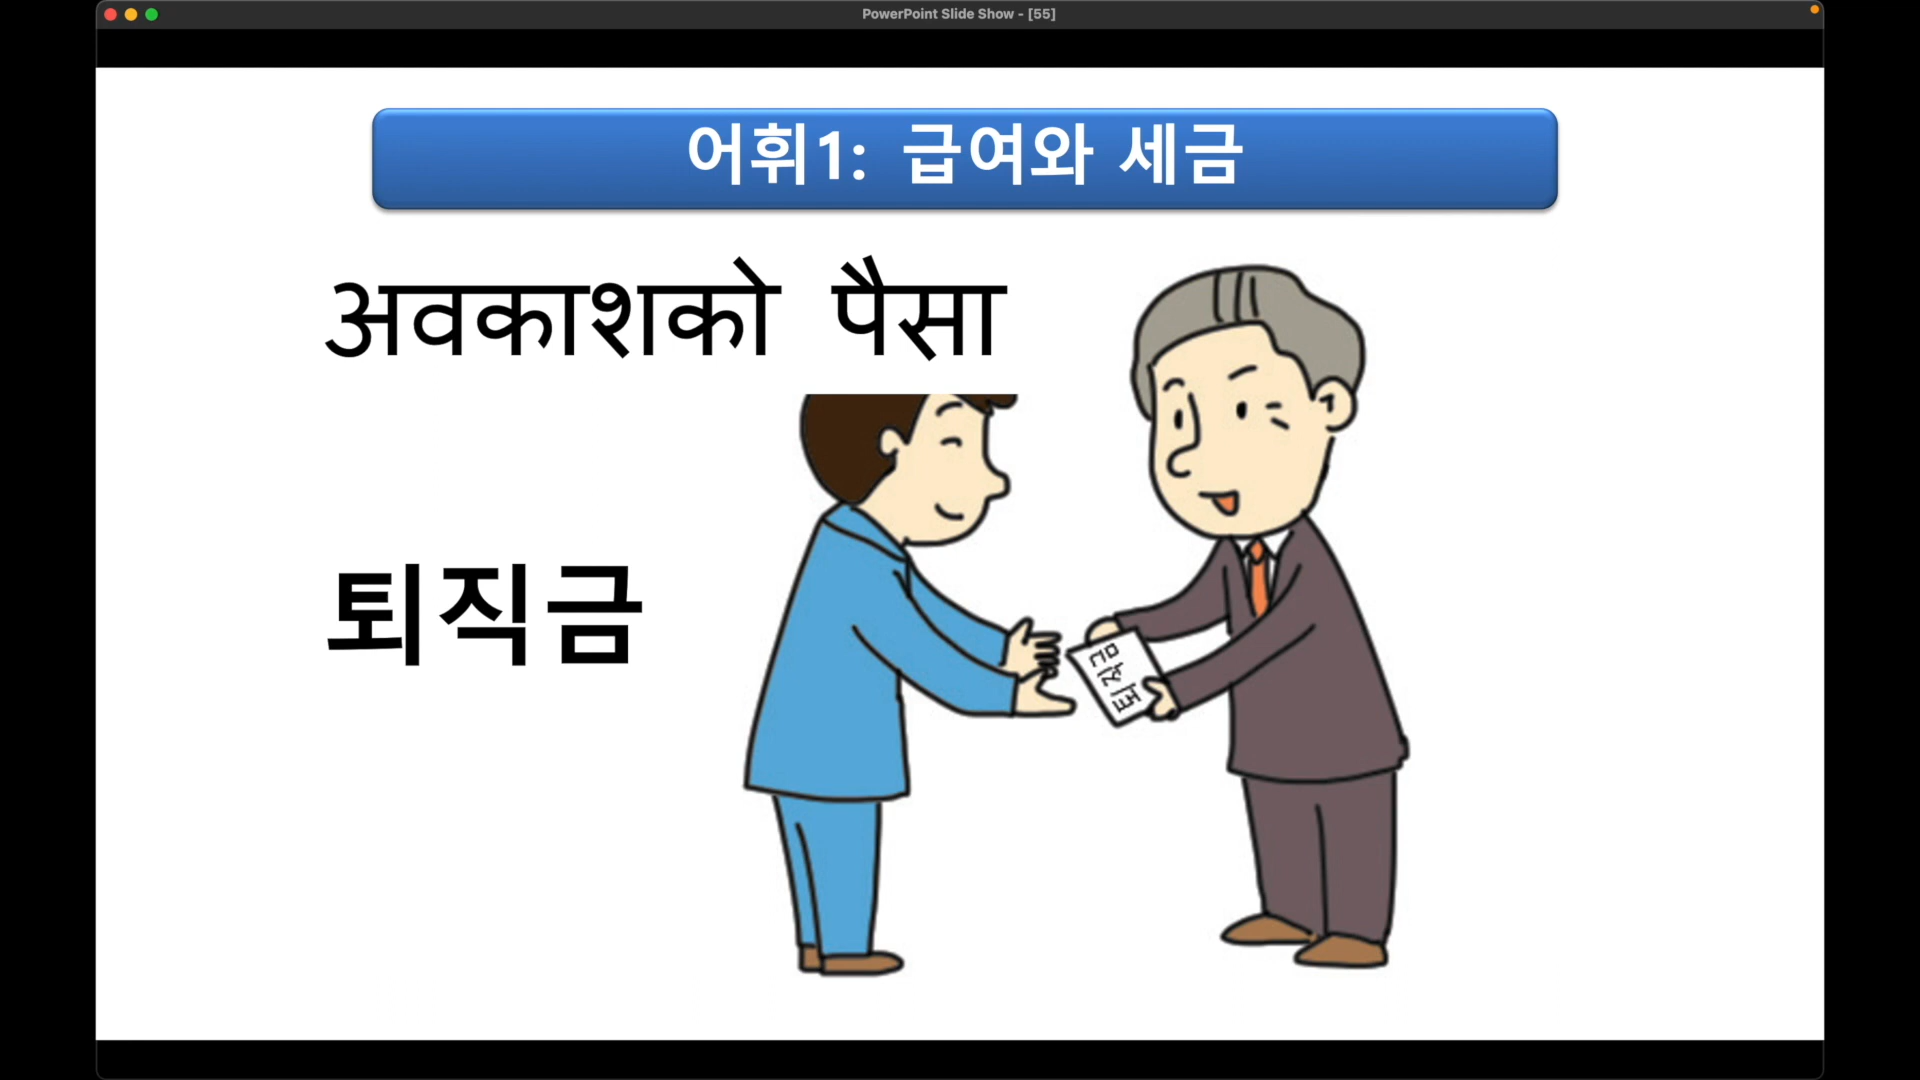 PowerPoint Slide Show - [55]
어휘1: 급여와 세금
अवकाशको पैसा
퇴직금
퇴직금